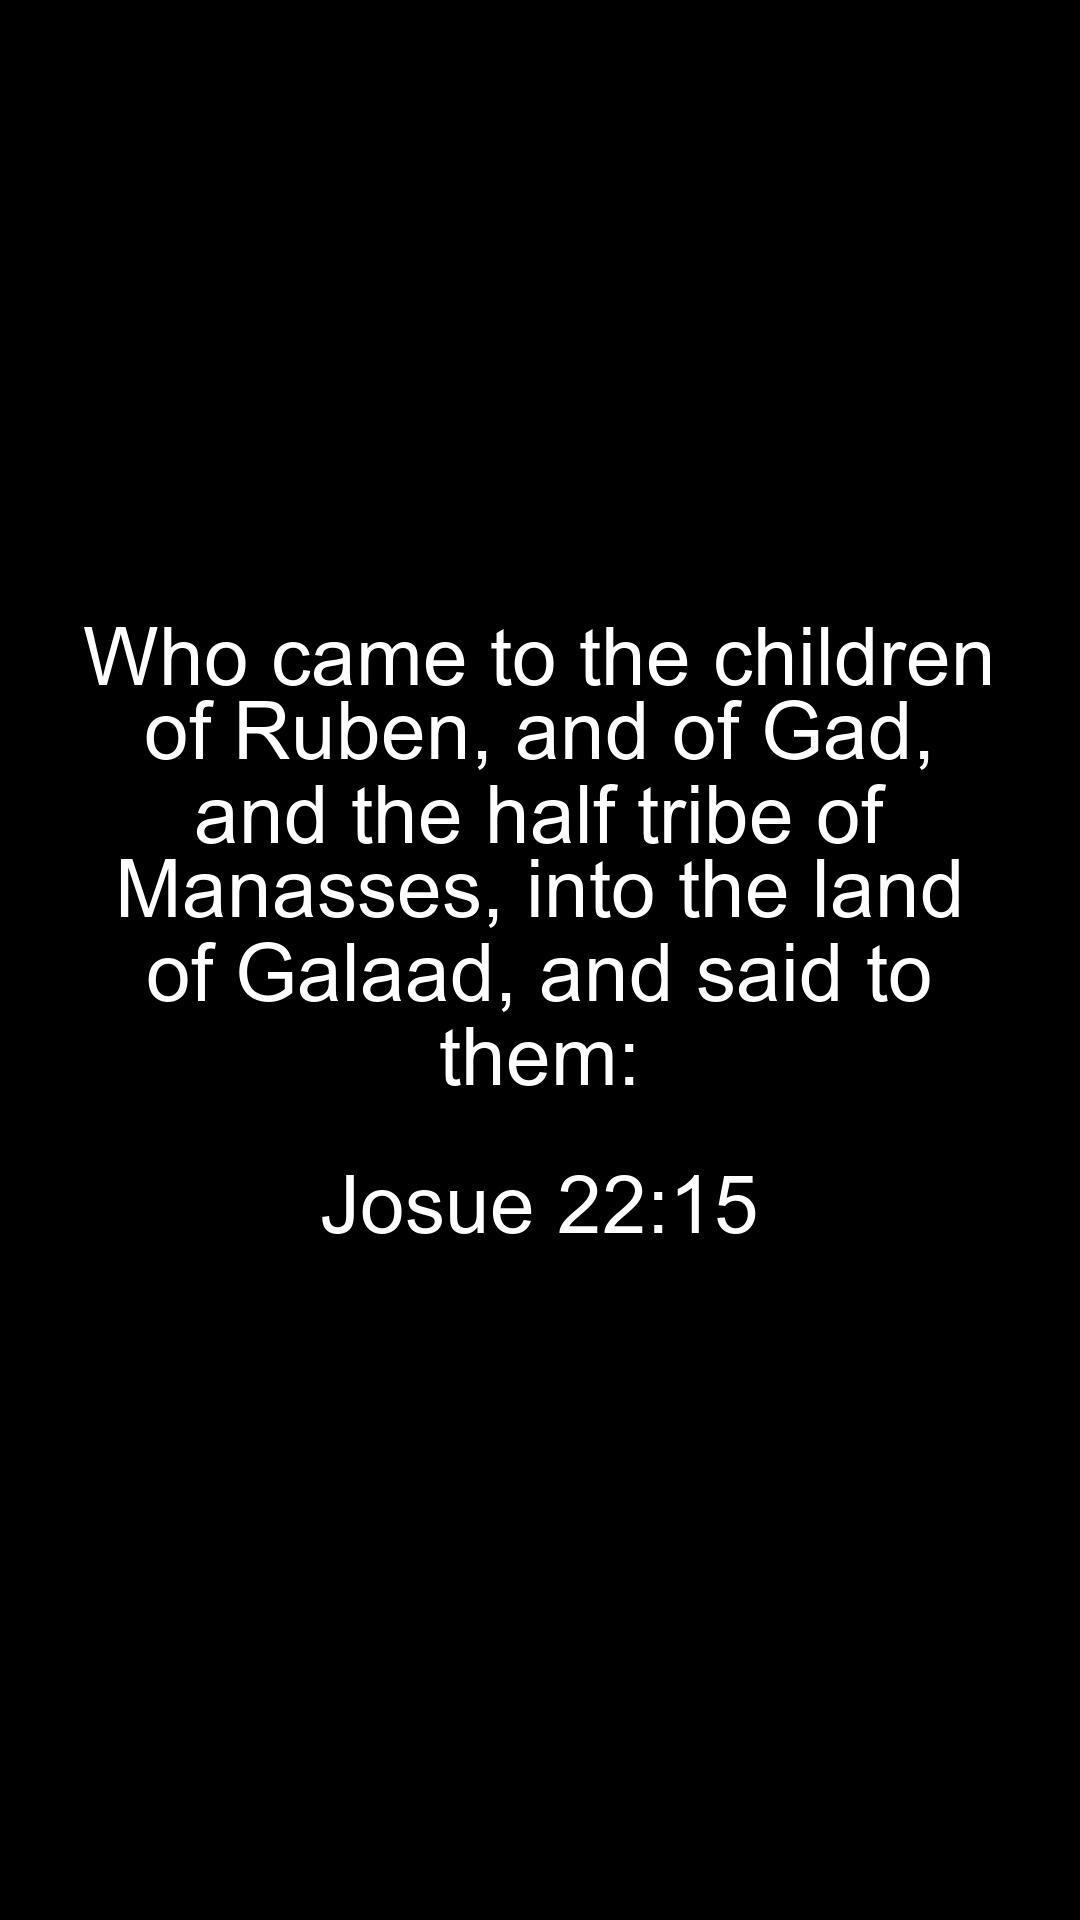 Who came to the children
of Ruben, and of Gad,
and the half tribe of
Manasses, into the land
of Galaad, and said to
them:
Josue 22:15